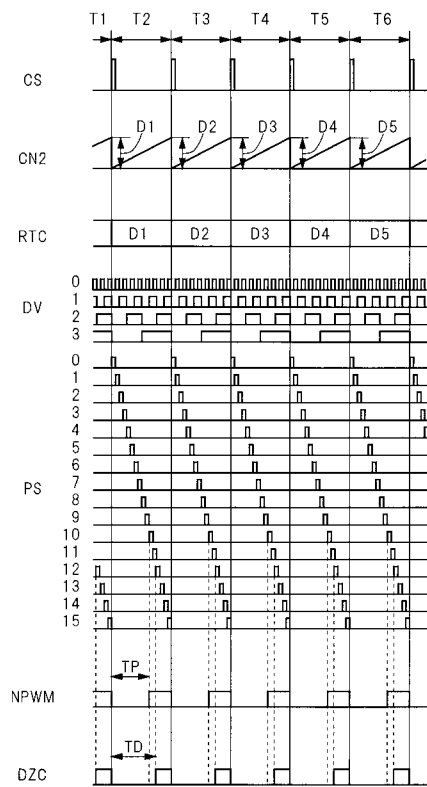 T1 T2 T3 T4 T5 T6
CS
D1 D2 D3 D4 D5
CN2
RTC D1 D2 D3 D4 D5
0
1
DV
2
3
0
1
2
3
4
5
6
PS
7
8
9
10
11
12
13
14
15
TP
NPWM
TD
DZC